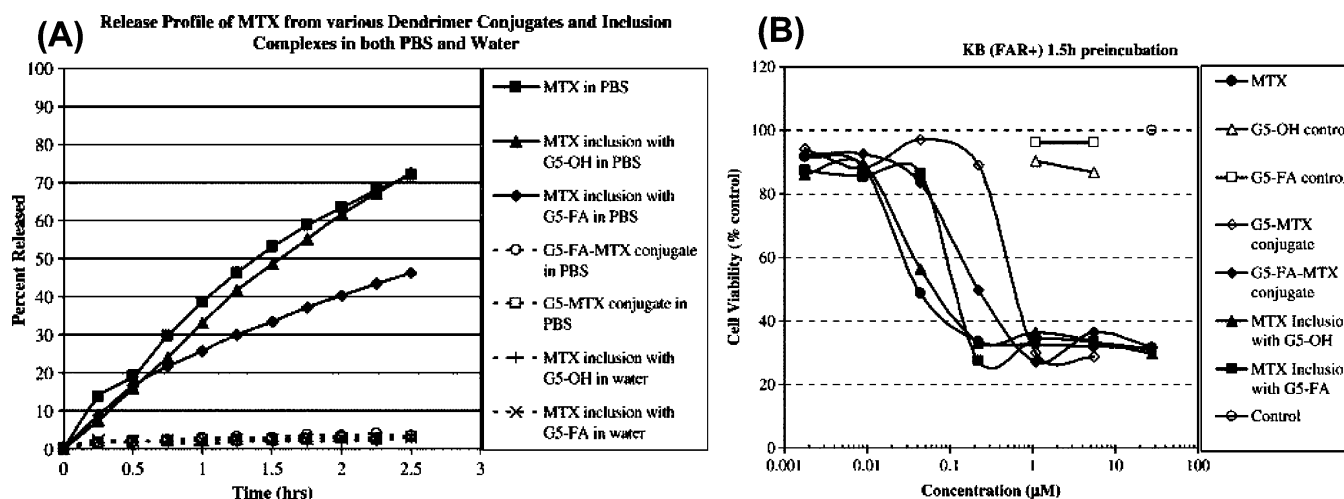 (A)
Release Profile of MTX from various Dendrimer Conjugates and Inclusion
Complexes in both PBS and Water
Percent Released
100
90
80
70
60
50
40
30
20
10
0
0
0.5
1
1.5
2
2.5
3
Time (hrs)
MTX in PBS
MTX inclusion with
G5-OH in PBS
MTX inclusion with
G5-FA in PBS
G5-FA-MTX conjugate
in PBS
G5-MTX conjugate in
PBS
MTX inclusion with
G5-OH in water
MTX inclusion with
G5-FA in water
(B)
KB (FAR+) 1.5h preincubation
Cell Viability (% control)
120
100
80
60
40
20
0
0.001
0.01
0.1
1
10
100
Concentration (µM)
MTX
G5-OH control
G5-FA control
G5-MTX
conjugate
G5-FA-MTX
conjugate
MTX Inclusion
with G5-OH
MTX Inclusion
with G5-FA
Control